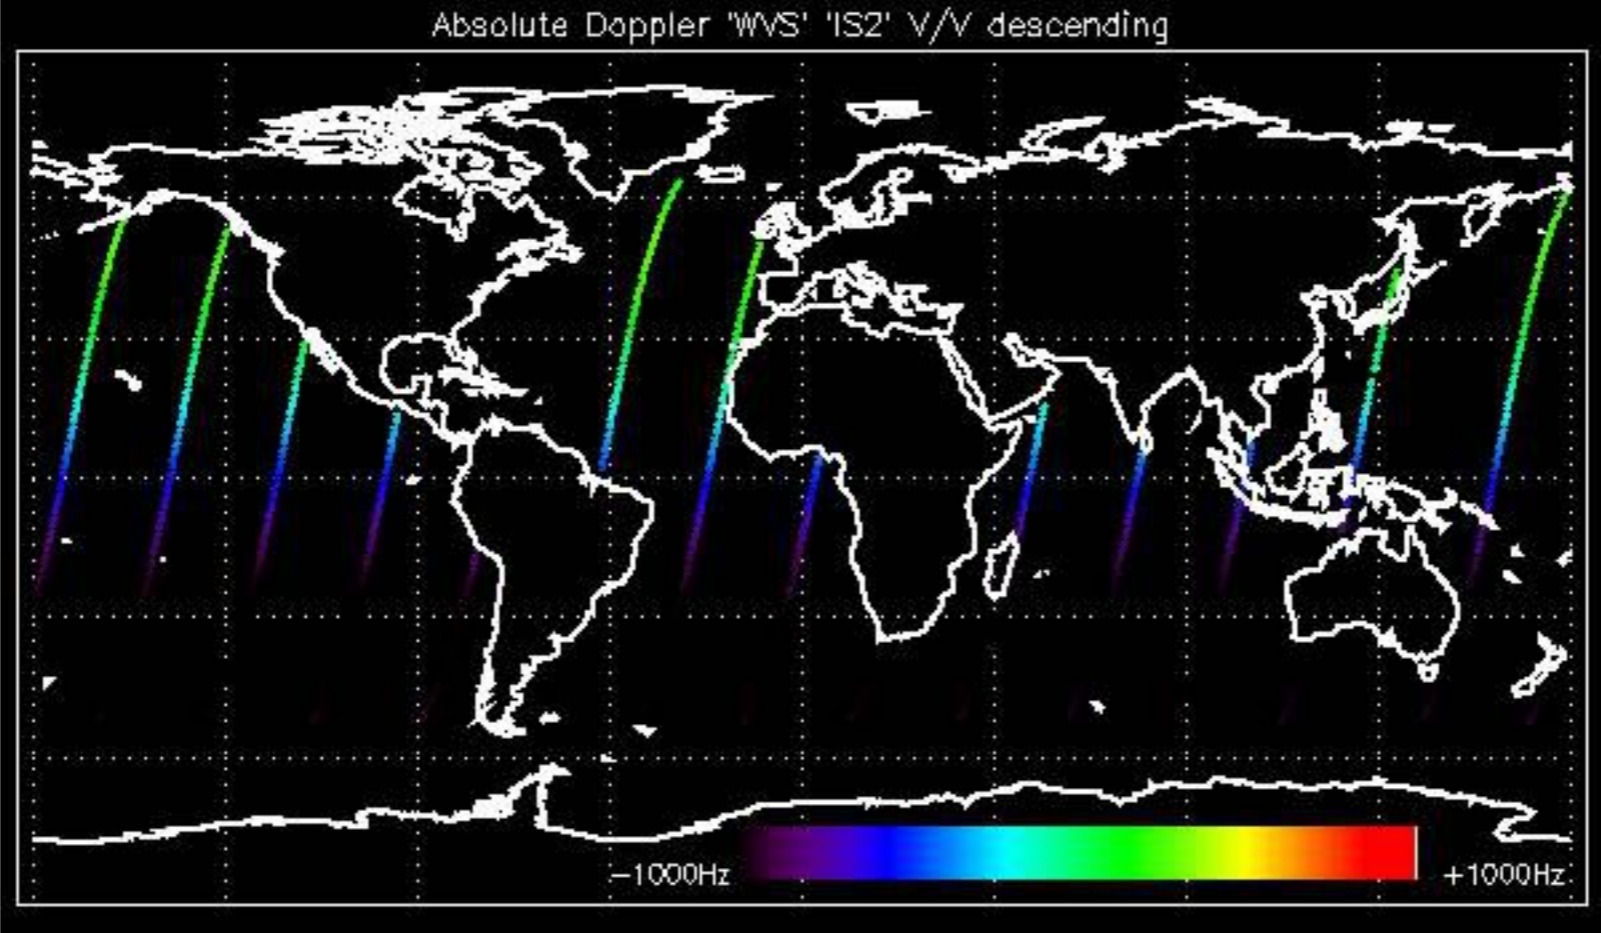 Absolute Doppler 'WVS' 'IS2' V/V descending
−1000Hz
+1000Hz